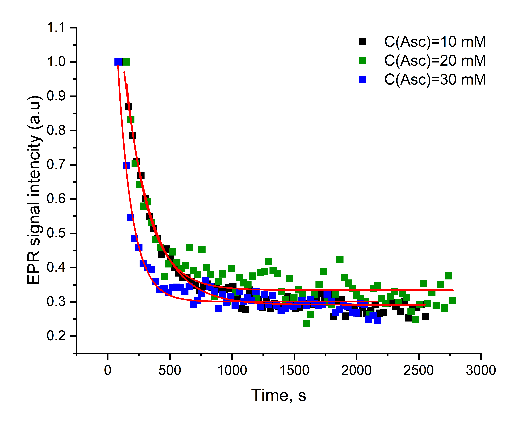 1.1
1.0
0.9
0.8
0.7
0.6
0.5
0.4
0.3
0.2
EPR signal intencity (a.u)
C(Asc)=10 mM
C(Asc)=20 mM
C(Asc)=30 mM
0 500 1000 1500 2000 2500 3000
Time, s